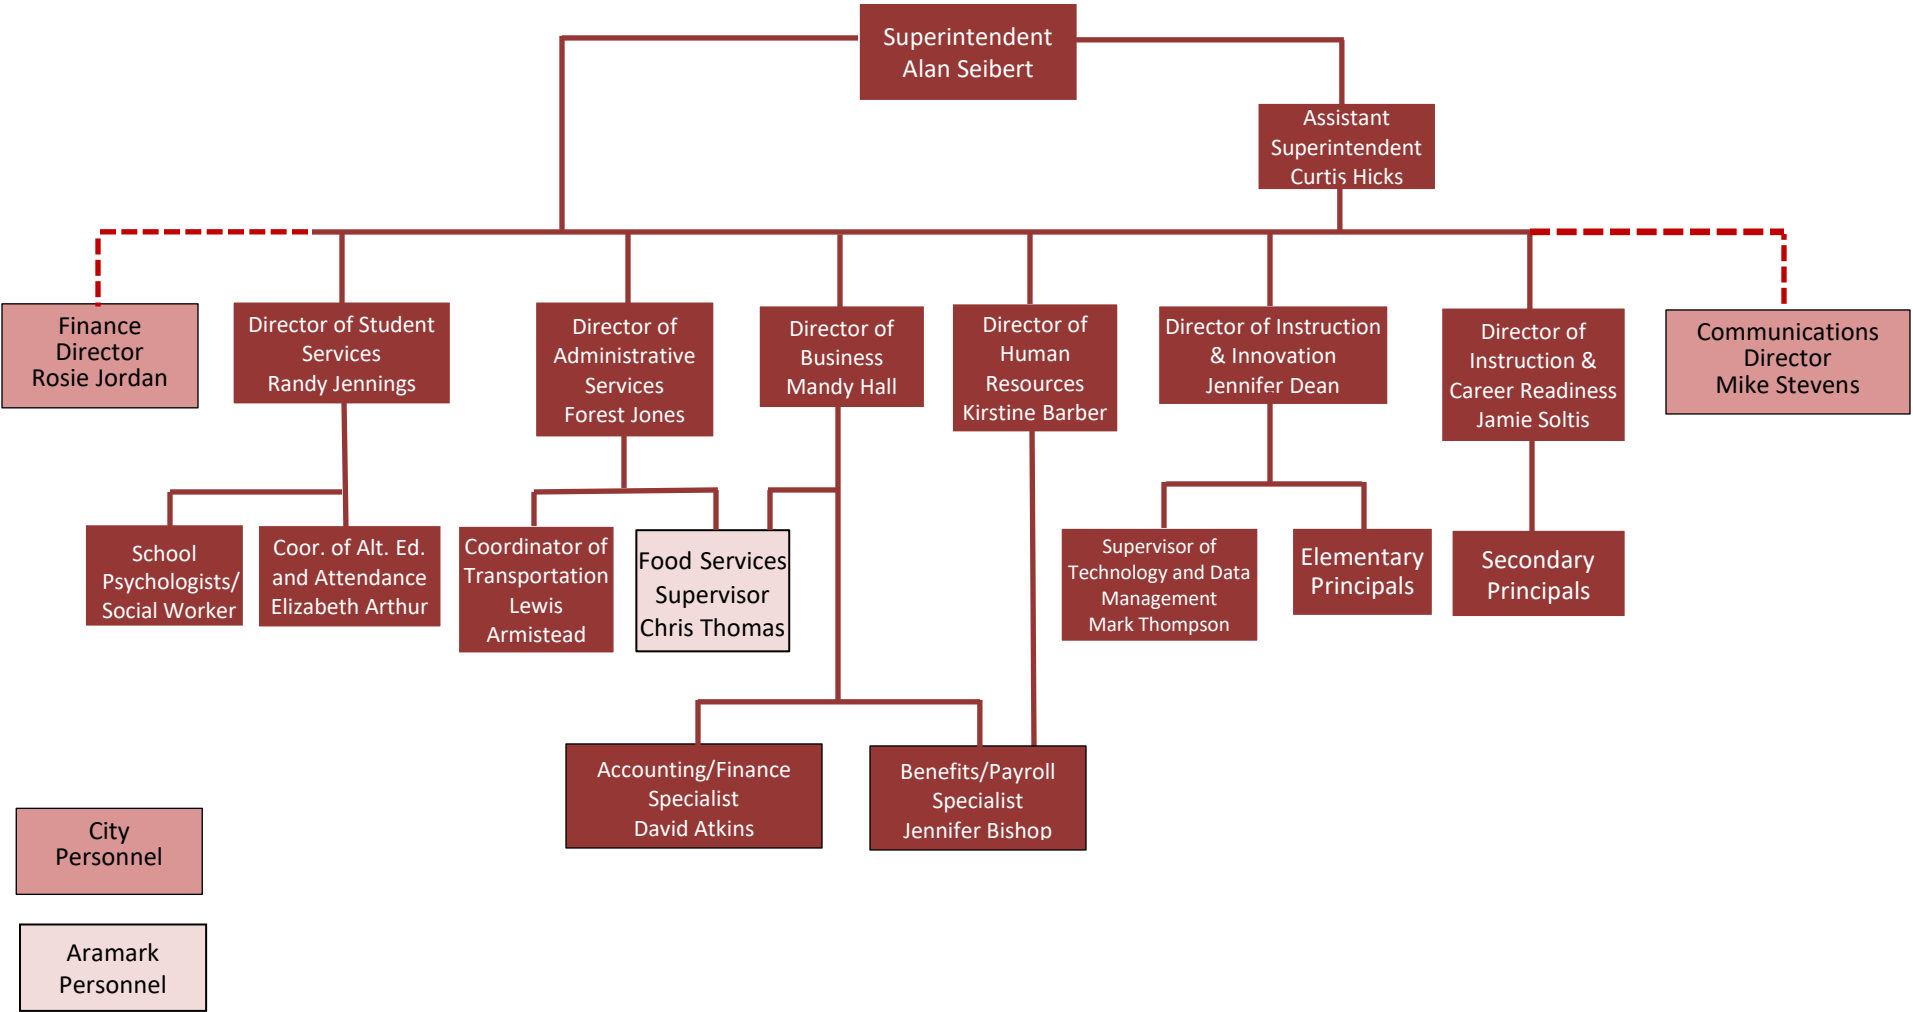 Superintendent
Alan Seibert
Assistant
Superintendent
Curtis Hicks
Finance
Director
Rosie Jordan
Director of Student
Services
Randy Jennings
Director of
Administrative
Services
Forest Jones
Director of
Business
Mandy Hall
Director of
Human
Resources
Kirstine Barber
Director of Instruction
& Innovation
Jennifer Dean
Director of
Instruction &
Career Readiness
Jamie Soltis
Communications
Director
Mike Stevens
School
Psychologists/
Social Worker
Coor. of Alt. Ed.
and Attendance
Elizabeth Arthur
Coordinator of
Transportation
Lewis
Armistead
Food Services
Supervisor
Chris Thomas
Supervisor of
Technology and Data
Management
Mark Thompson
Elementary
Principals
Secondary
Principals
Accounting/Finance
Specialist
David Atkins
Benefits/Payroll
Specialist
Jennifer Bishop
City
Personnel
Aramark
Personnel